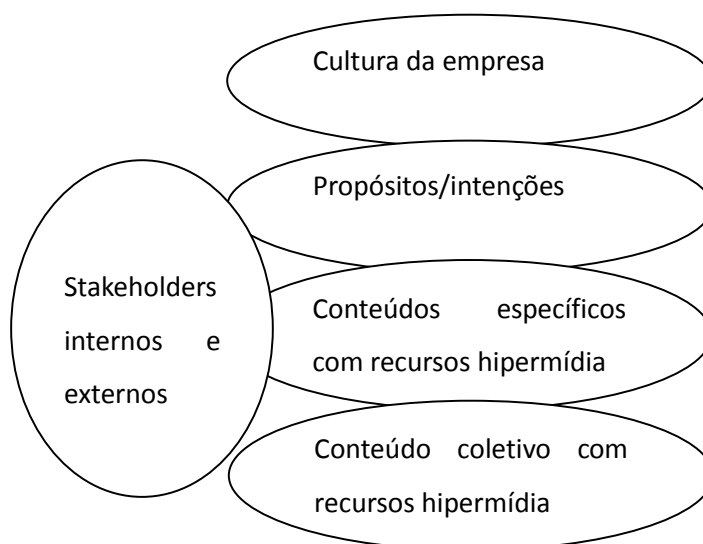 Cultura da empresa
Propósitos/intenções
Stakeholders
internos e
externos
Conteúdos específicos
com recursos hipermídia
Conteúdo coletivo com
recursos hipermídia